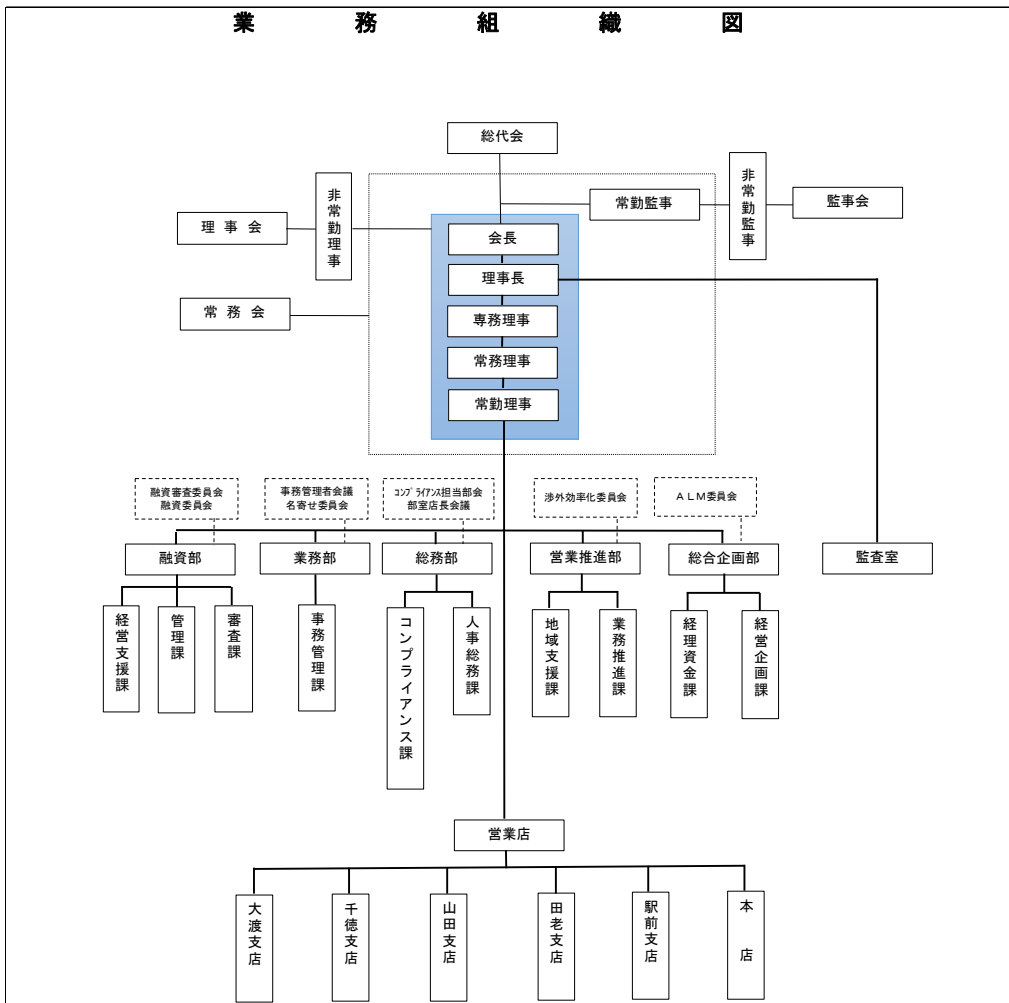 業務組織図
総代会
非常勤理事
理事会
常勤監事
非常勤監事
監事会
会長
理事長
常務会
専務理事
常務理事
常勤理事
融資審査委員会
融資委員会
事務管理者会議
名寄せ委員会
ｺﾝﾌﾟﾗｲｱﾝｽ担当部会
部室店長会議
渉外効率化委員会
ＡＬＭ委員会
融資部
業務部
総務部
営業推進部
総合企画部
監査室
経営支援課
管理課
審査課
事務管理課
コンプライアンス課
人事総務課
地域支援課
業務推進課
経理資金課
経営企画課
営業店
大渡支店
千徳支店
山田支店
田老支店
駅前支店
本店